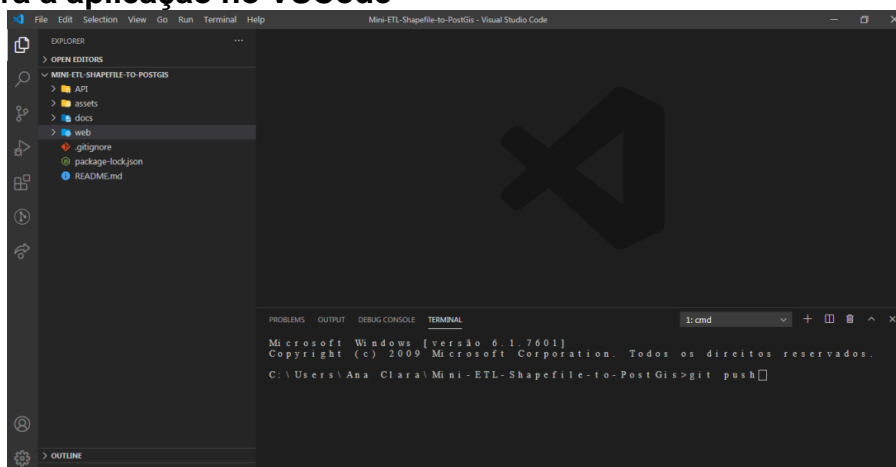 a aplicação no VSCode
File Edit Selection View Go Run Terminal Help
Mini-ETL-Shapefile-to-PostGis - Visual Studio Code
EXPLORER
OPEN EDITORS
MINI-ETL-SHAPEFILE-TO-POSTGIS
API
assets
docs
web
.gitignore
package-lock.json
README.md
PROBLEMS OUTPUT DEBUG CONSOLE TERMINAL
1: cmd
Microsoft Windows [versão 6.1.7601]
Copyright (c) 2009 Microsoft Corporation. Todos os direitos reservados.
C:\Users\Ana Clara\Mini-ETL-Shapefile-to-PostGis>git push
OUTLINE